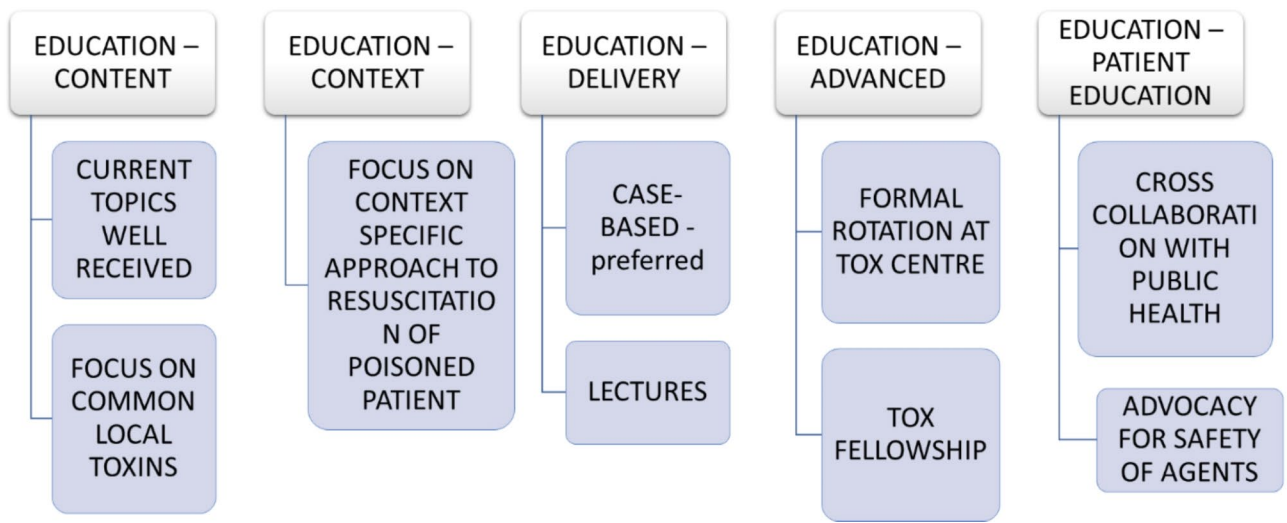 EDUCATION –
CONTENT
CURRENT
TOPICS
WELL
RECEIVED
FOCUS ON
COMMON
LOCAL
TOXINS
EDUCATION –
CONTEXT
FOCUS ON
CONTEXT
SPECIFIC
APPROACH TO
RESUSCITATIO
N OF
POISONED
PATIENT
EDUCATION –
DELIVERY
CASE-
BASED -
preferred
LECTURES
EDUCATION –
ADVANCED
FORMAL
ROTATION AT
TOX CENTRE
TOX
FELLOWSHIP
EDUCATION –
PATIENT
EDUCATION
CROSS
COLLABORATI
ON WITH
PUBLIC
HEALTH
ADVOCACY
FOR SAFETY
OF AGENTS